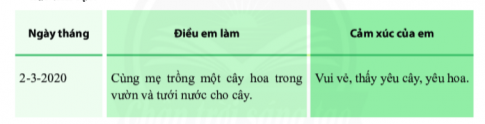 Ngày tháng Điều em làm Cảm xúc của em
2-3-2020 Cùng mẹ trồng một cây hoa trong Vui vẻ, thấy yêu cây, yêu hoa.
vườn và tưới nước cho cây.